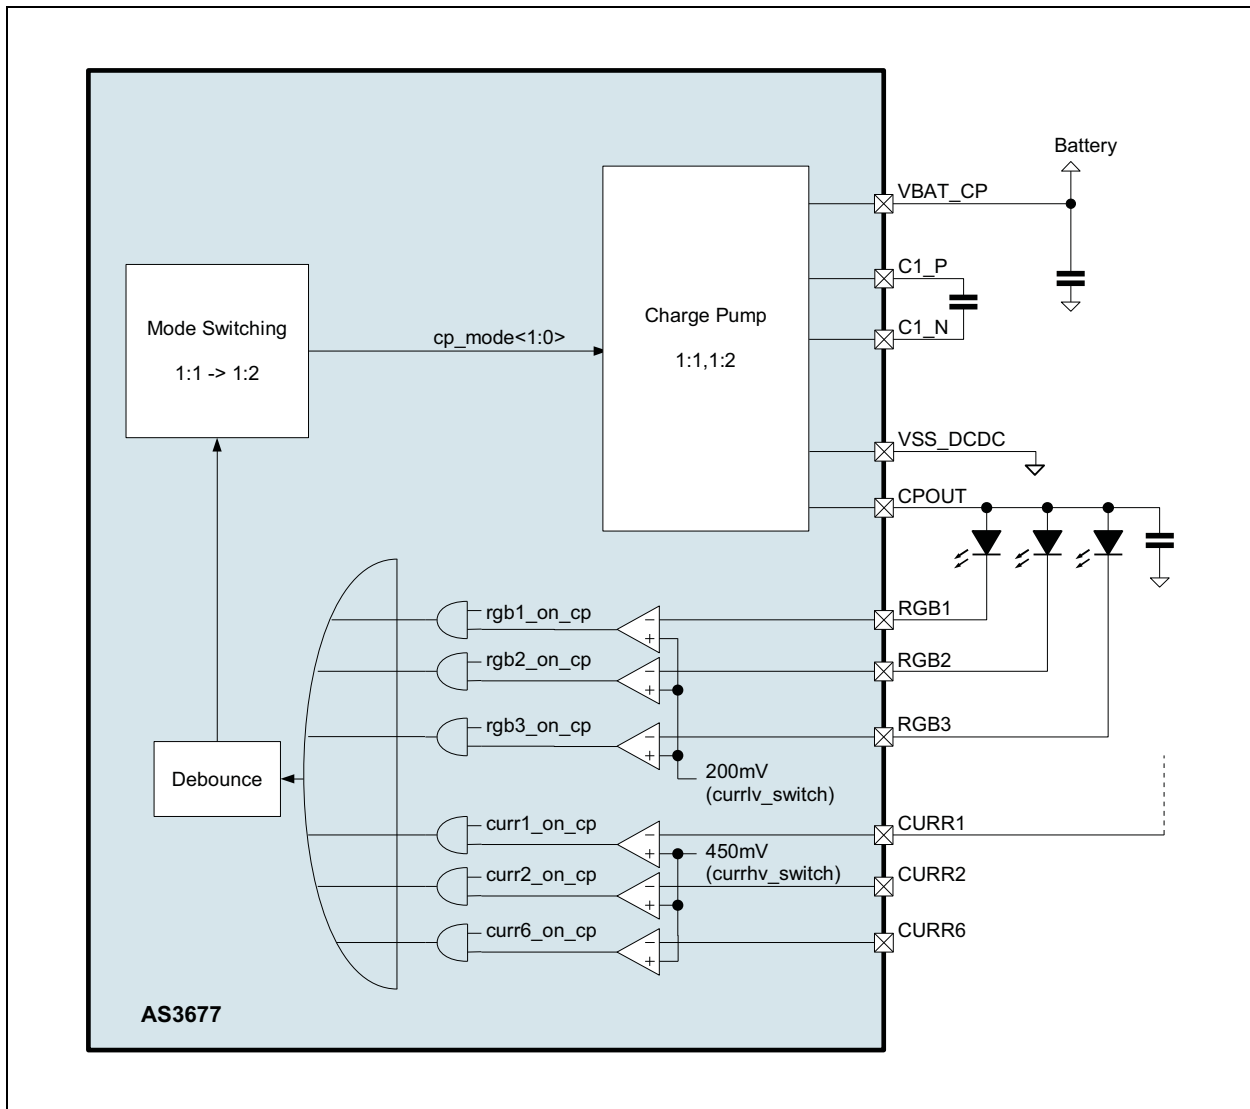 Battery
VBAT_CP
C1_P
Mode Switching
1:1 -> 1:2
cp_mode<1:0>
Charge Pump
1:1,1:2
C1_N
VSS_DCDC
CPOUT
rgb1_on_cp
-
+
RGB1
rgb2_on_cp
-
+
RGB2
rgb3_on_cp
-
+
RGB3
Debounce
200mV
(currlv_switch)
curr1_on_cp
-
+
CURR1
450mV
(currhv_switch)
curr2_on_cp
-
+
CURR2
curr6_on_cp
-
+
CURR6
AS3677